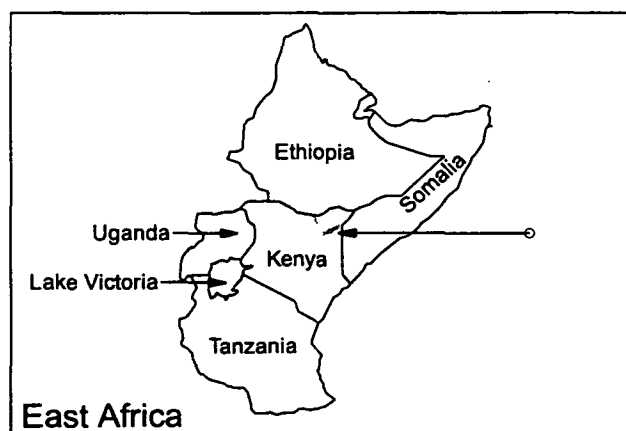 Ethiopia
Somalia
Uganda
Kenya
Lake Victoria
Tanzania
East Africa